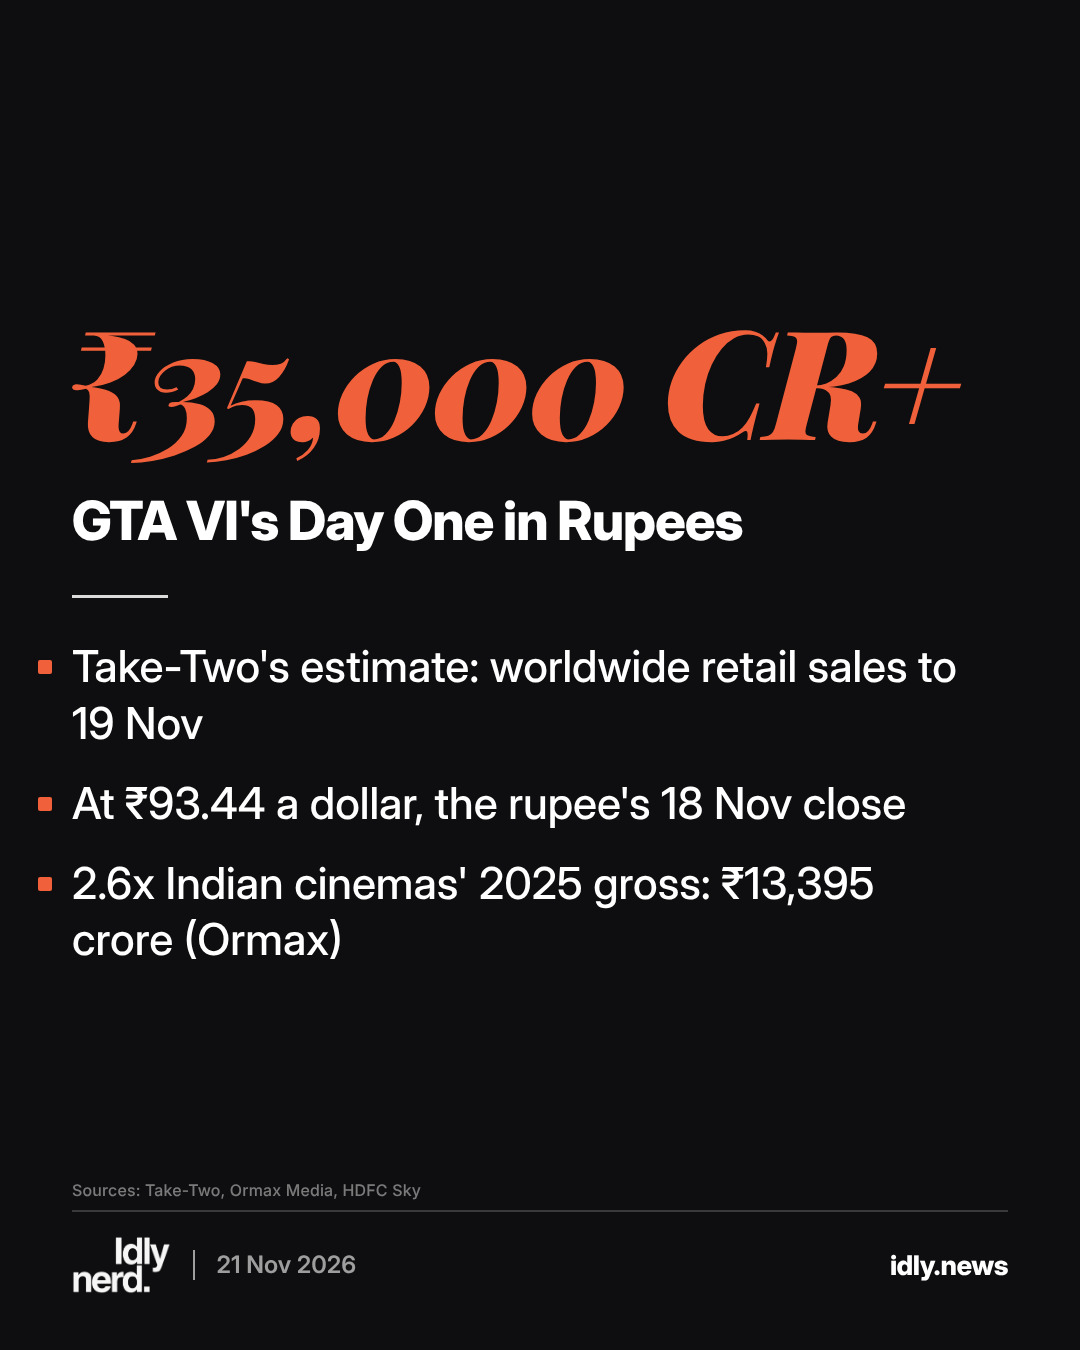 ₹35,000 CR+
GTA VI's Day One in Rupees
Take-Two's estimate: worldwide retail sales to
19 Nov
At ₹93.44 a dollar, the rupee's 18 Nov close
2.6x Indian cinemas' 2025 gross: ₹13,395
crore (Ormax)
Sources: Take-Two, Ormax Media, HDFC Sky
Idly
nerd.
21 Nov 2026
idly.news